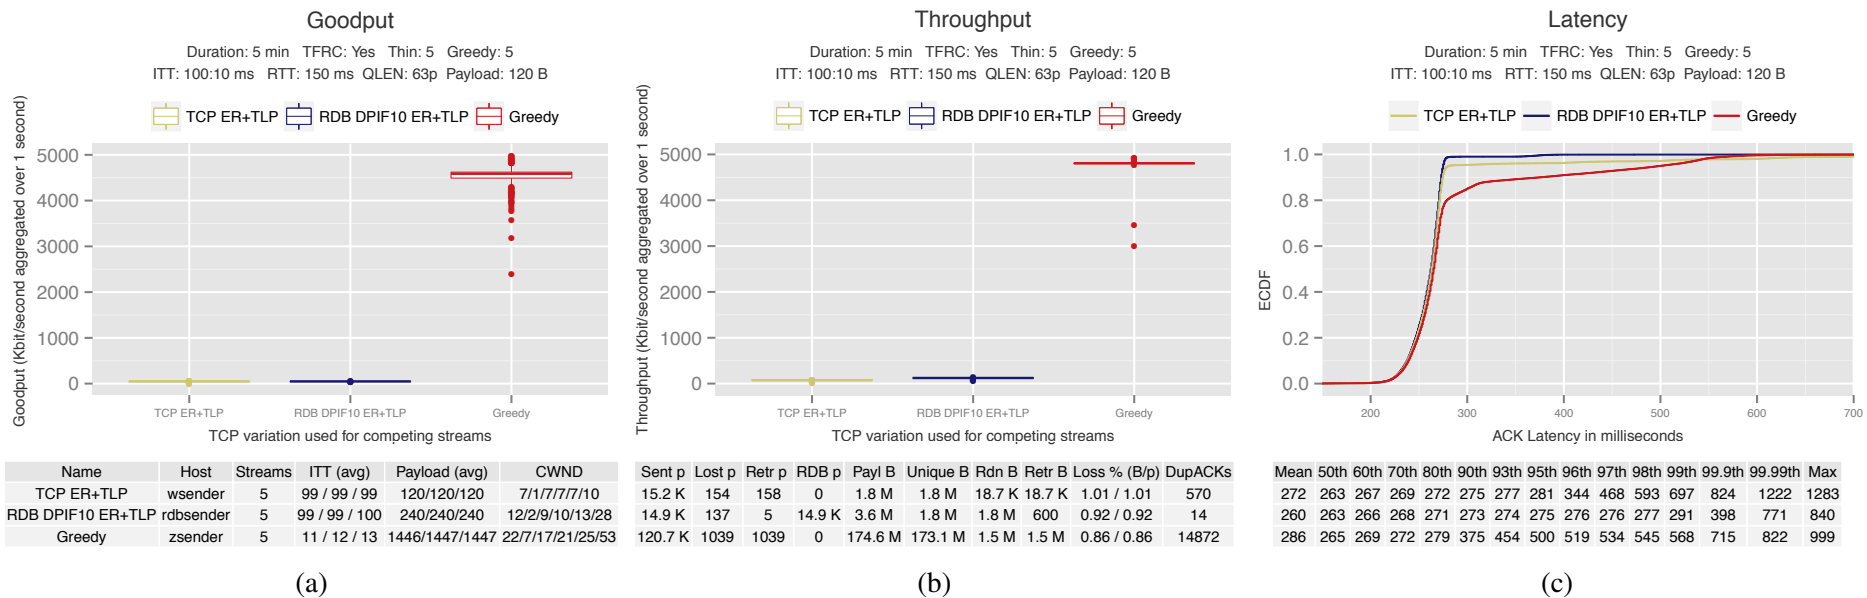 Goodput
Duration: 5 min TFRC: Yes Thin: 5 Greedy: 5
ITT: 100:10 ms RTT: 150 ms QLEN: 63p Payload: 120 B
TCP ER+TLP RDB DPIF10 ER+TLP Greedy
Goodput (Kbit/second aggregated over 1 second)
5000
4000
3000
2000
1000
0
TCP ER+TLP RDB DPIF10 ER+TLP Greedy
TCP variation used for competing streams
Name Host Streams ITT (avg) Payload (avg) CWND
TCP ER+TLP wsender 5 99 / 99 / 99 120/120/120 7/1/7/7/7/10
RDB DPIF10 ER+TLP rdbsender 5 99 / 99 / 100 240/240/240 12/2/9/10/13/28
Greedy zsender 5 11 / 12 / 13 1446/1447/1447 22/7/17/21/25/53
(a)
Throughput
Duration: 5 min TFRC: Yes Thin: 5 Greedy: 5
ITT: 100:10 ms RTT: 150 ms QLEN: 63p Payload: 120 B
TCP ER+TLP RDB DPIF10 ER+TLP Greedy
Throughput (Kbit/second aggregated over 1 second)
5000
4000
3000
2000
1000
0
TCP ER+TLP RDB DPIF10 ER+TLP Greedy
TCP variation used for competing streams
Sent p Lost p Retr p RDB p Payl B Unique B Rdn B Retr B Loss % (B/p) DupACKs
15.2 K 154 158 0 1.8 M 1.8 M 18.7 K 18.7 K 1.01 / 1.01 570
14.9 K 137 5 14.9 K 3.6 M 1.8 M 1.8 M 600 0.92 / 0.92 14
120.7 K 1039 1039 0 174.6 M 173.1 M 1.5 M 1.5 M 0.86 / 0.86 14872
(b)
Latency
Duration: 5 min TFRC: Yes Thin: 5 Greedy: 5
ITT: 100:10 ms RTT: 150 ms QLEN: 63p Payload: 120 B
TCP ER+TLP RDB DPIF10 ER+TLP Greedy
ECDF
1.0
0.8
0.6
0.4
0.2
0.0
200 300 400 500 600 700
ACK Latency in milliseconds
Mean 50th 60th 70th 80th 90th 93th 95th 96th 97th 98th 99th 99.9th 99.99th Max
272 263 267 269 272 275 277 281 344 468 593 697 824 1222 1283
260 263 266 268 271 273 274 275 276 276 277 291 398 771 840
286 265 269 272 279 375 454 500 519 534 545 568 715 822 999
(c)